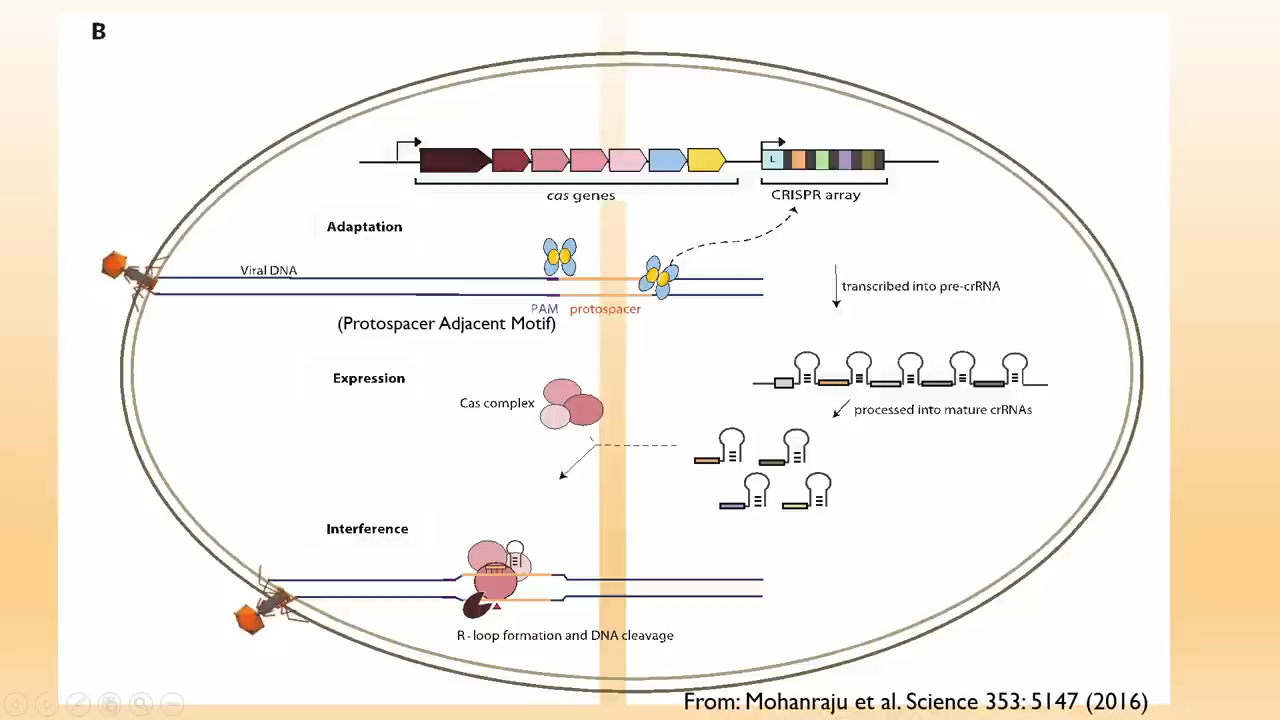 B
L
cas genes
CRISPR array
Adaptation
Viral DNA
transcribed into pre-crRNA
PAM protospacer
(Protospacer Adjacent Motif)
Expression
Cas complex
processed into mature crRNAs
Interference
R-loop formation and DNA cleavage
From: Mohanraju et al. Science 353: 5147 (2016)